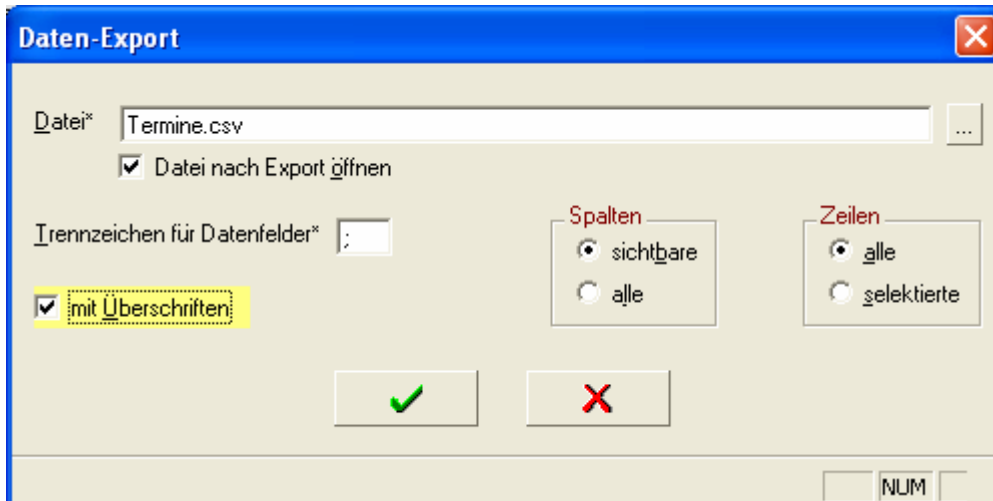 Daten-Export
Datei* Termine.csv ...
Datei nach Export öffnen
Trennzeichen für Datenfelder* ;
mit Überschriften
Spalten
sichtbare
alle
Zeilen
alle
selektierte
NUM